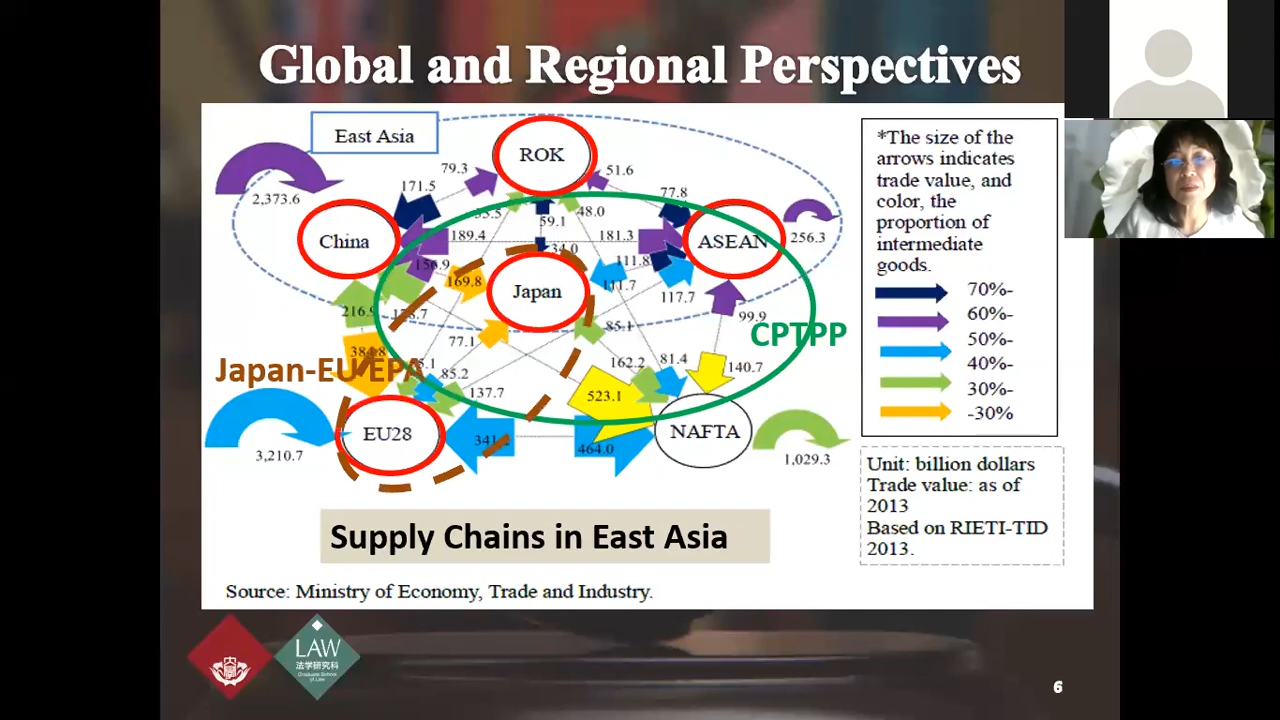 Global and Regional Perspectives
East Asia
ROK
79.3
51.6
171.5
77.8
2,373.6
48.0
59.1
China
189.4
181.3
ASEAN
256.3
34.0
156.9
111.8
169.8
Japan
111.7
117.7
216.9
99.9
CPTPP
85.1
77.1
384.8
162.2
81.4
140.7
Japan-EU EPA
85.2
137.7
523.1
EU28
NAFTA
341.2
464.0
3,210.7
1,029.3
*The size of the
arrows indicates
trade value, and
color, the
proportion of
intermediate
goods.
70%-
60%-
50%-
40%-
30%-
-30%
Unit: billion dollars
Trade value: as of
2013
Based on RIETI-TID
2013.
Supply Chains in East Asia
Source: Ministry of Economy, Trade and Industry.
LAW
法学研究科
Graduate School
of Law
6